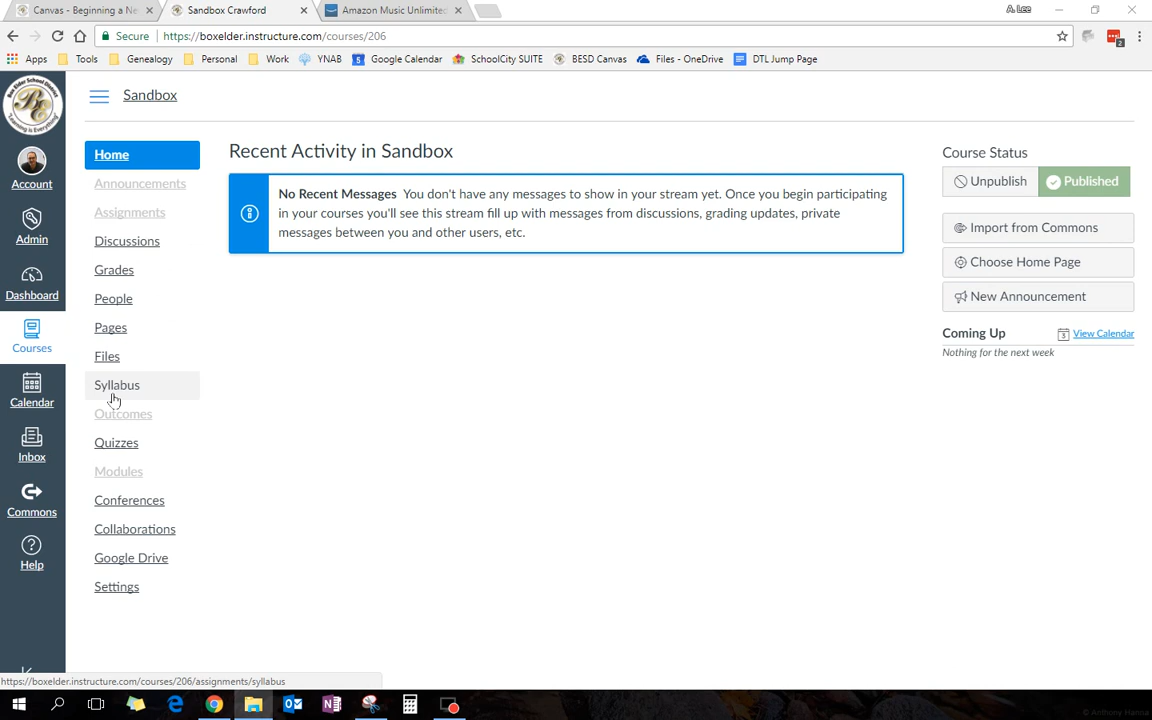 Canvas - Beginning a Ne
Sandbox Crawford
Amazon Music Unlimited
A. Lee
Secure
https://boxelder.instructure.com/courses/206
Apps
Tools
Genealogy
Personal
Work
YNAB
Google Calendar
SchoolCity SUITE
BESD Canvas
Files - OneDrive
DTL Jump Page
Sandbox
Account
Admin
Dashboard
Courses
Calendar
Inbox
Commons
Help
Home
Announcements
Assignments
Discussions
Grades
People
Pages
Files
Syllabus
Outcomes
Quizzes
Modules
Conferences
Collaborations
Google Drive
Settings
Recent Activity in Sandbox
No Recent Messages You don't have any messages to show in your stream yet. Once you begin participating
in your courses you'll see this stream fill up with messages from discussions, grading updates, private
messages between you and other users, etc.
Course Status
Unpublish
Published
Import from Commons
Choose Home Page
New Announcement
Coming Up
View Calendar
Nothing for the next week
https://boxelder.instructure.com/courses/206/assignments/syllabus
© Anthony Hanna